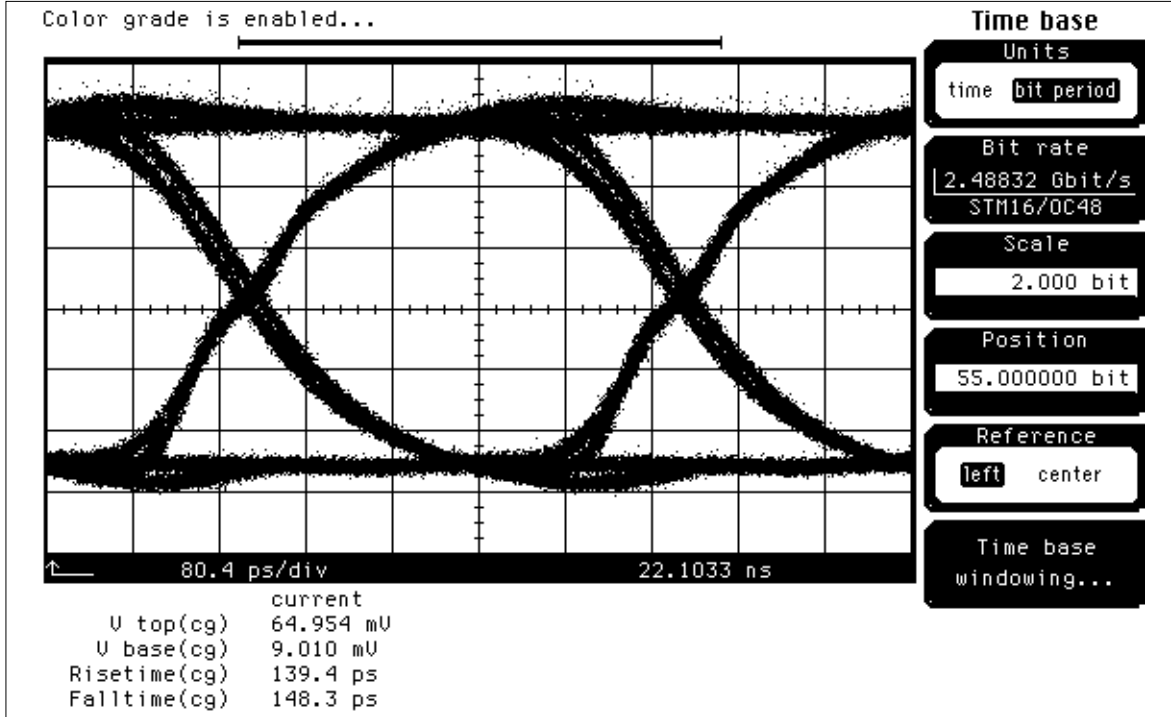 Color grade is enabled...
Time base
Units
time bit period
Bit rate
2.48832 Gbit/s
STM16/OC48
Scale
2.000 bit
Position
55.000000 bit
Reference
left center
Time base
windowing...
80.4 ps/div 22.1033 ns
current
V top(cg) 64.954 mV
V base(cg) 9.010 mV
Risetime(cg) 139.4 ps
Falltime(cg) 148.3 ps